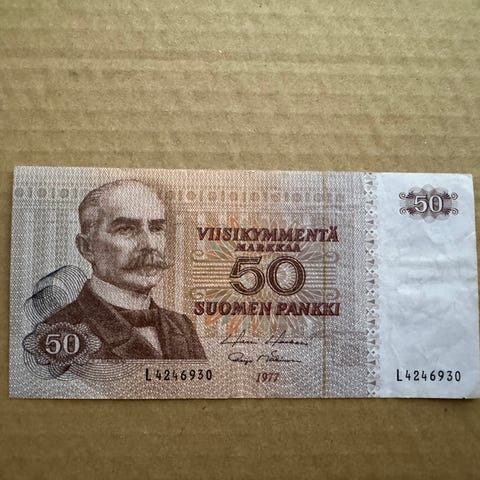 50
VIISIKYMMENTÄ
MARKKAA
50
SUOMEN PANKKI
50
L4246930
1977
L4246930